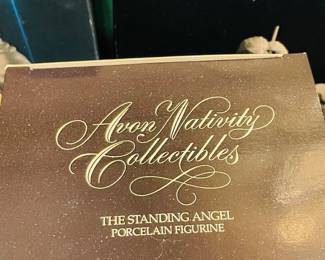 Avon Nativity
Collectibles
THE STANDING ANGEL
PORCELAIN FIGURINE